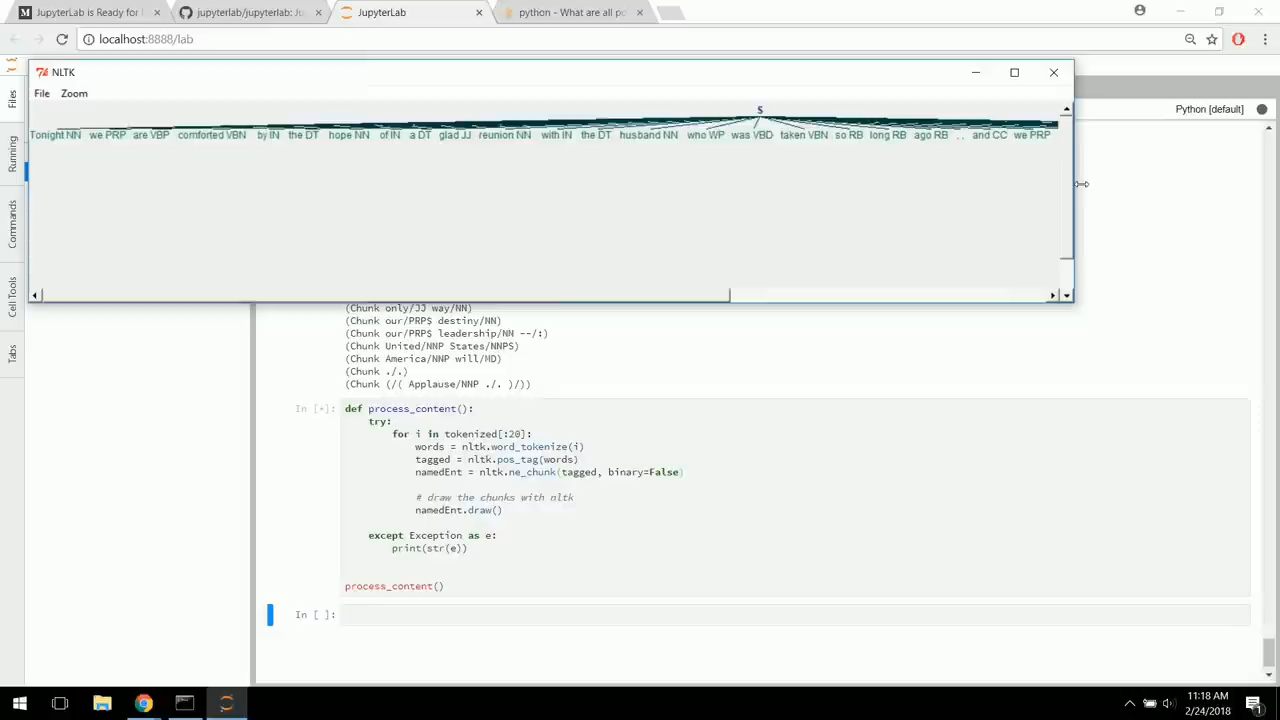 JupyterLab is Ready for
jupyterlab/jupyterlab: Ju
JupyterLab
python - What are all po
localhost:8888/lab
NLTK
File Zoom
Python [default]
S
Tonight NN we PRP are VBP comforted VBN by IN the DT hope NN of IN a DT glad JJ reunion NN with IN the DT husband NN who WP was VBD taken VBN so RB long RB ago RB , , and CC we PRP
Files
Running
Commands
Cell Tools
Tabs
(Chunk only/JJ way/NN)
(Chunk our/PRP$ destiny/NN)
(Chunk our/PRP$ leadership/NN --/:)
(Chunk United/NNP States/NNPS)
(Chunk America/NNP will/MD)
(Chunk ./.)
(Chunk (/( Applause/NNP ./. )/))
In [*]:
def process_content():
try:
for i in tokenized[:20]:
words = nltk.word_tokenize(i)
tagged = nltk.pos_tag(words)
namedEnt = nltk.ne_chunk(tagged, binary=False)
# draw the chunks with nltk
namedEnt.draw()
except Exception as e:
print(str(e))
process_content()
In [ ]:
11:18 AM
2/24/2018
1